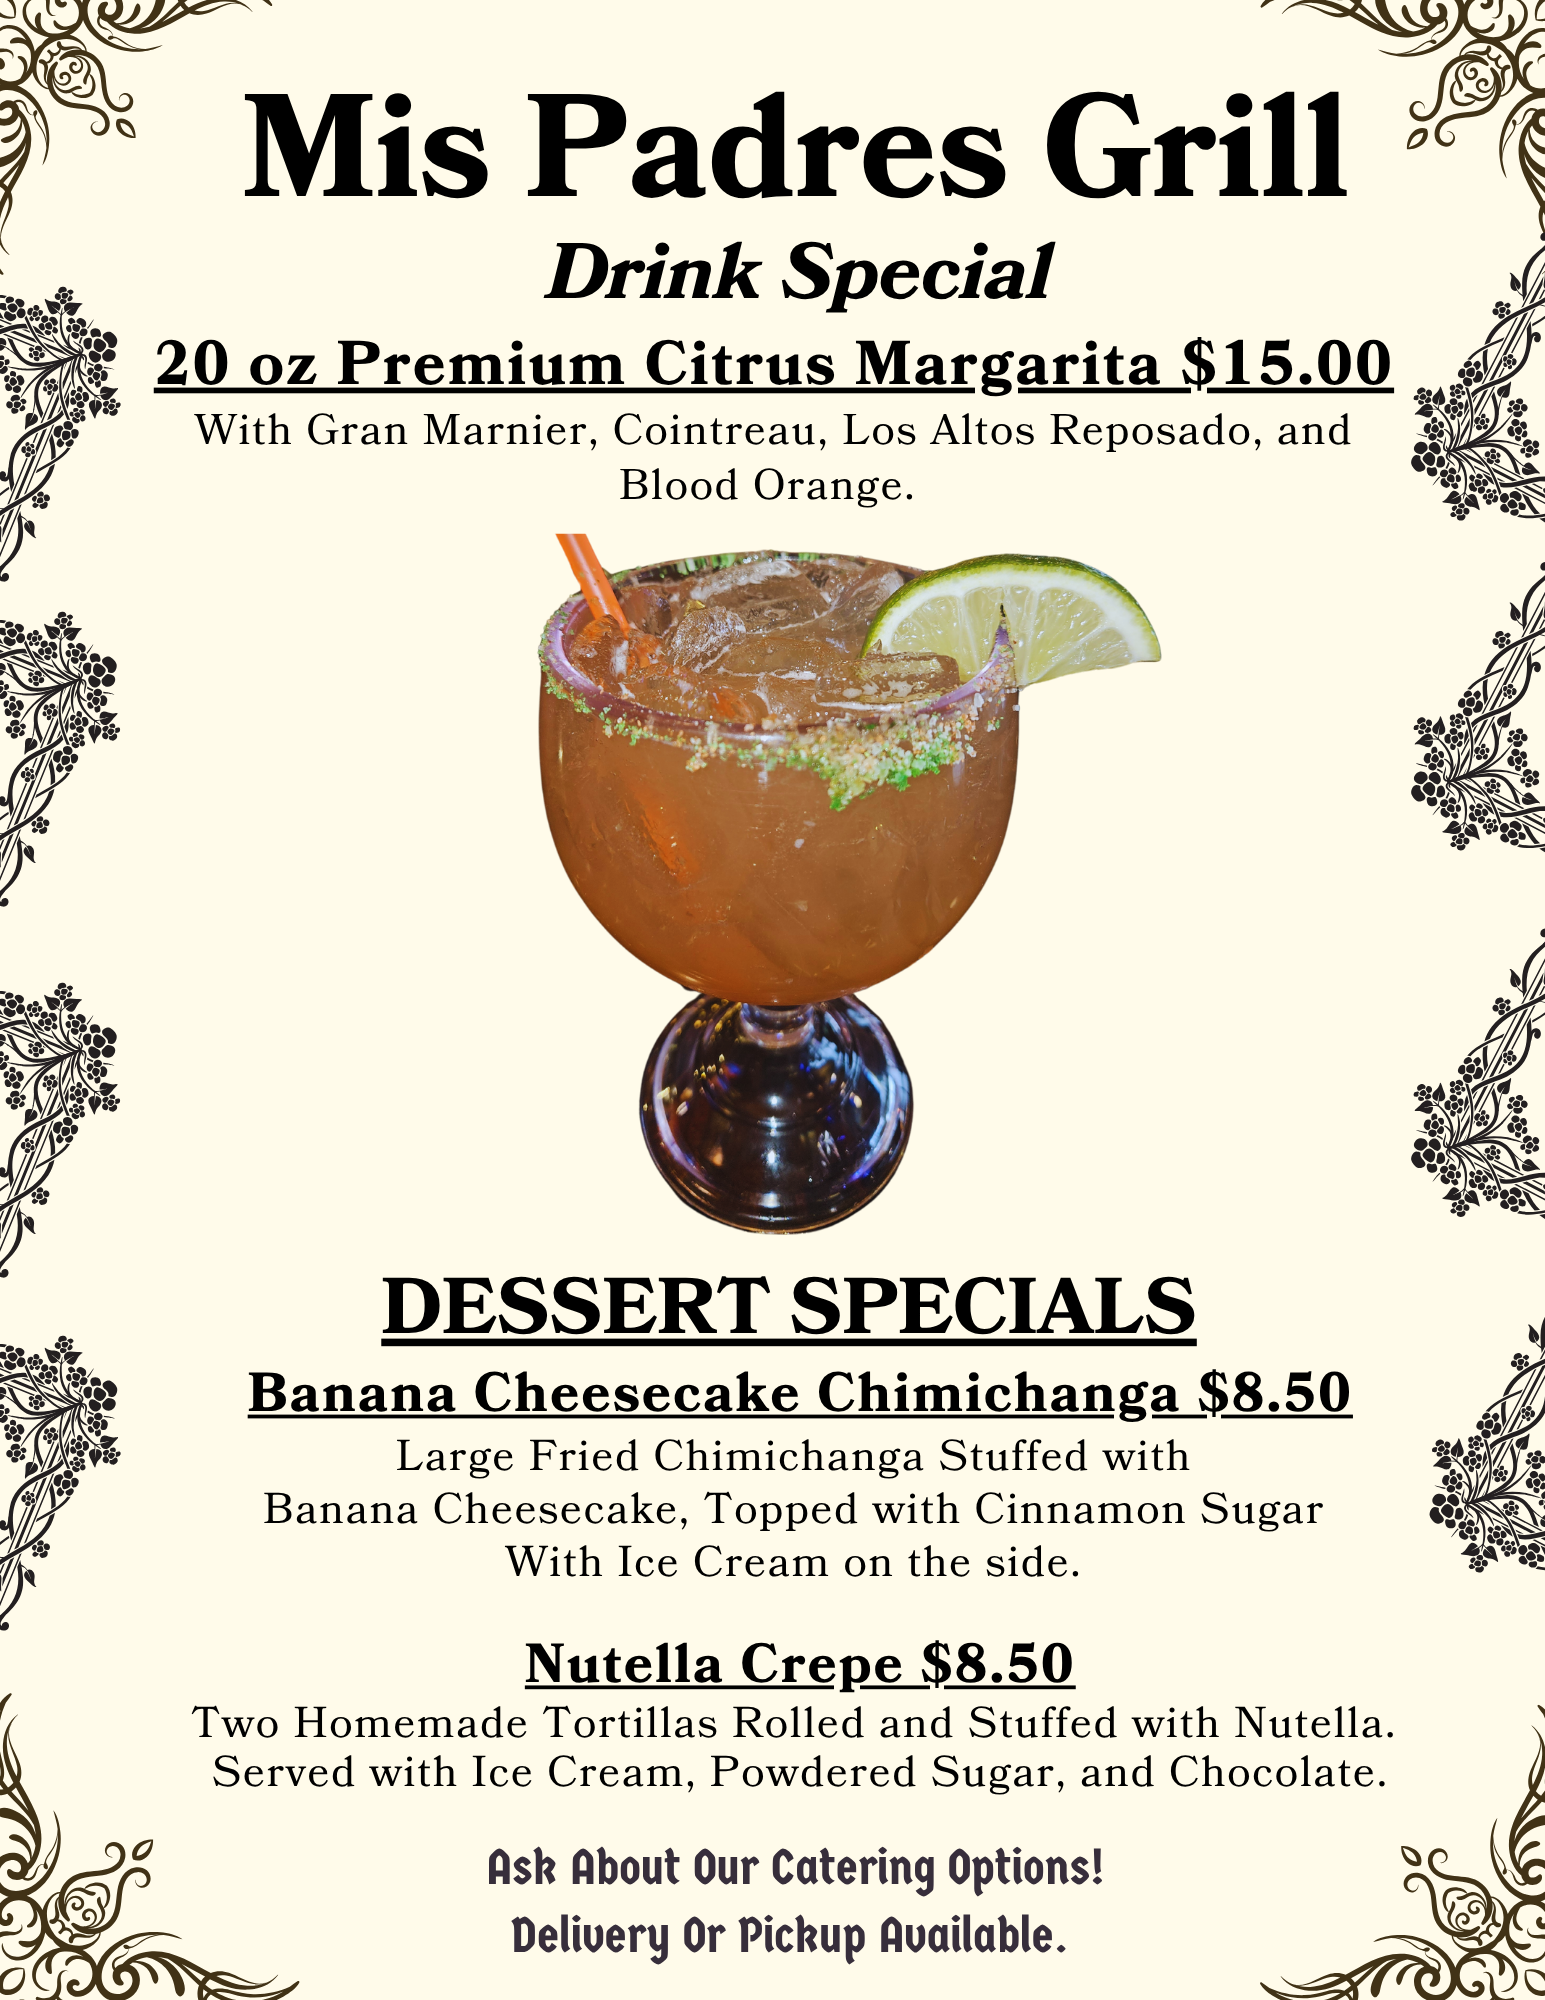 Mis Padres Grill
Drink Special
20 oz Premium Citrus Margarita $15.00
With Gran Marnier, Cointreau, Los Altos Reposado, and
Blood Orange.
DESSERT SPECIALS
Banana Cheesecake Chimichanga $8.50
Large Fried Chimichanga Stuffed with
Banana Cheesecake, Topped with Cinnamon Sugar
With Ice Cream on the side.
Nutella Crepe $8.50
Two Homemade Tortillas Rolled and Stuffed with Nutella.
Served with Ice Cream, Powdered Sugar, and Chocolate.
Ask About Our Catering Options!
Delivery Or Pickup Available.